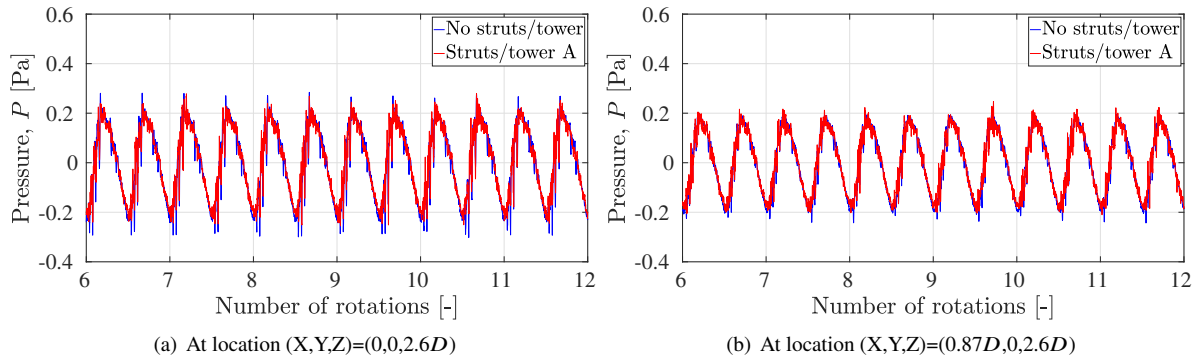 0.6
0.4
0.2
0
-0.2
-0.4
Pressure, P [Pa]
No struts/tower
Struts/tower A
6 7 8 9 10 11 12
Number of rotations [-]
(a) At location (X,Y,Z)=(0,0,2.6D)
0.6
0.4
0.2
0
-0.2
-0.4
Pressure, P [Pa]
No struts/tower
Struts/tower A
6 7 8 9 10 11 12
Number of rotations [-]
(b) At location (X,Y,Z)=(0.87D,0,2.6D)